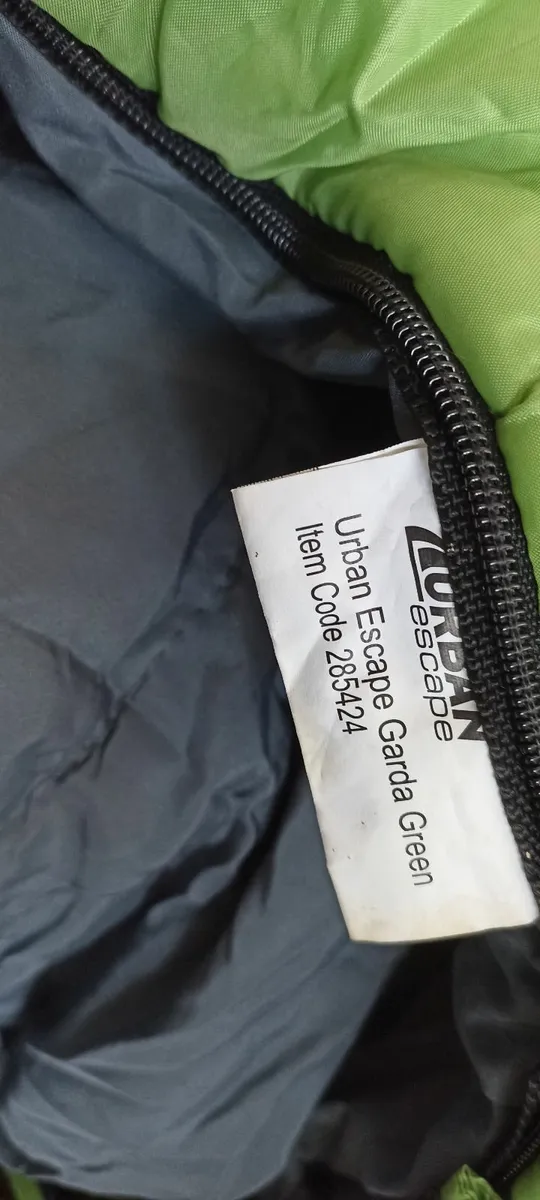 URBAN
escape
Urban Escape Garda Green
Item Code 285424